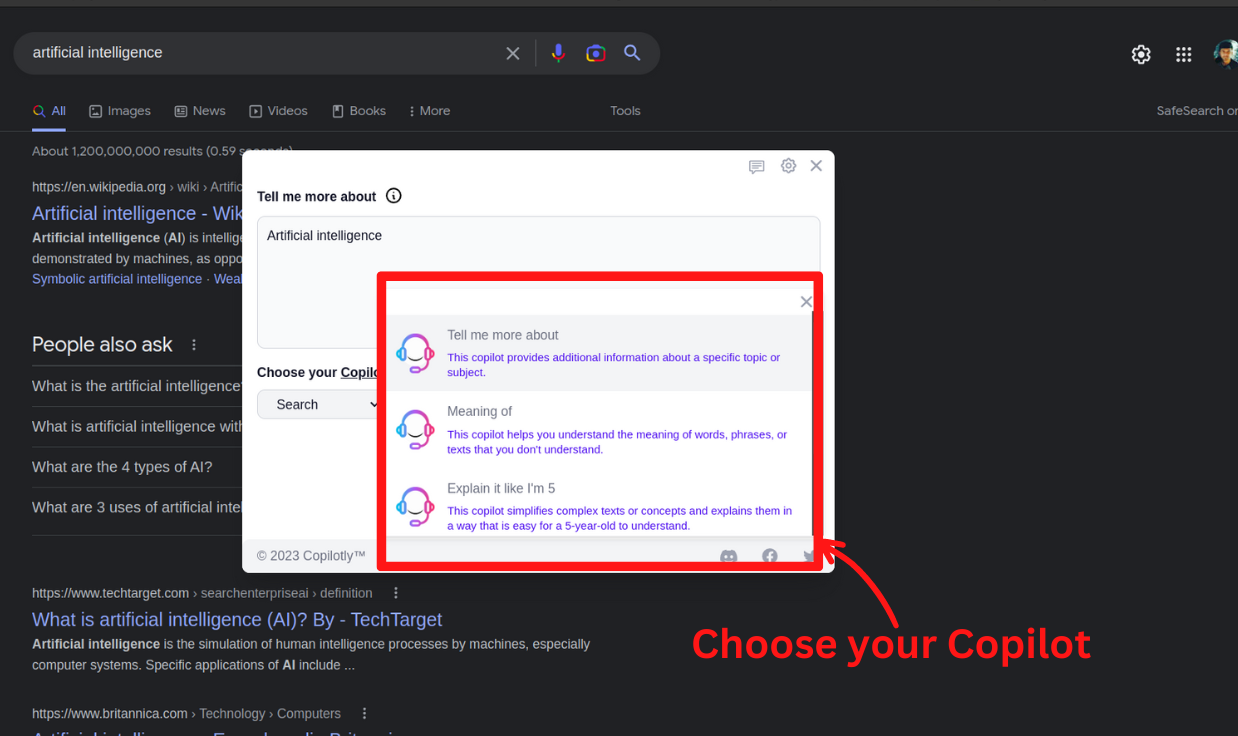 artificial intelligence
All Images News Videos Books More Tools SafeSearch on
About 1,200,000,000 results (0.59 seconds)
https://en.wikipedia.org › wiki › Artific
Artificial intelligence - Wik
Artificial intelligence (AI) is intellige
demonstrated by machines, as oppo
Symbolic artificial intelligence · Weal
People also ask
What is the artificial intelligence?
What is artificial intelligence with
What are the 4 types of AI?
What are 3 uses of artificial intel
Tell me more about
Artificial intelligence
Choose your Copilo
Search
Tell me more about
This copilot provides additional information about a specific topic or
subject.
Meaning of
This copilot helps you understand the meaning of words, phrases, or
texts that you don't understand.
Explain it like I'm 5
This copilot simplifies complex texts or concepts and explains them in
a way that is easy for a 5-year-old to understand.
© 2023 Copilotly™
Choose your Copilot
https://www.techtarget.com › searchenterpriseai › definition
What is artificial intelligence (AI)? By - TechTarget
Artificial intelligence is the simulation of human intelligence processes by machines, especially
computer systems. Specific applications of AI include ...
https://www.britannica.com › Technology › Computers